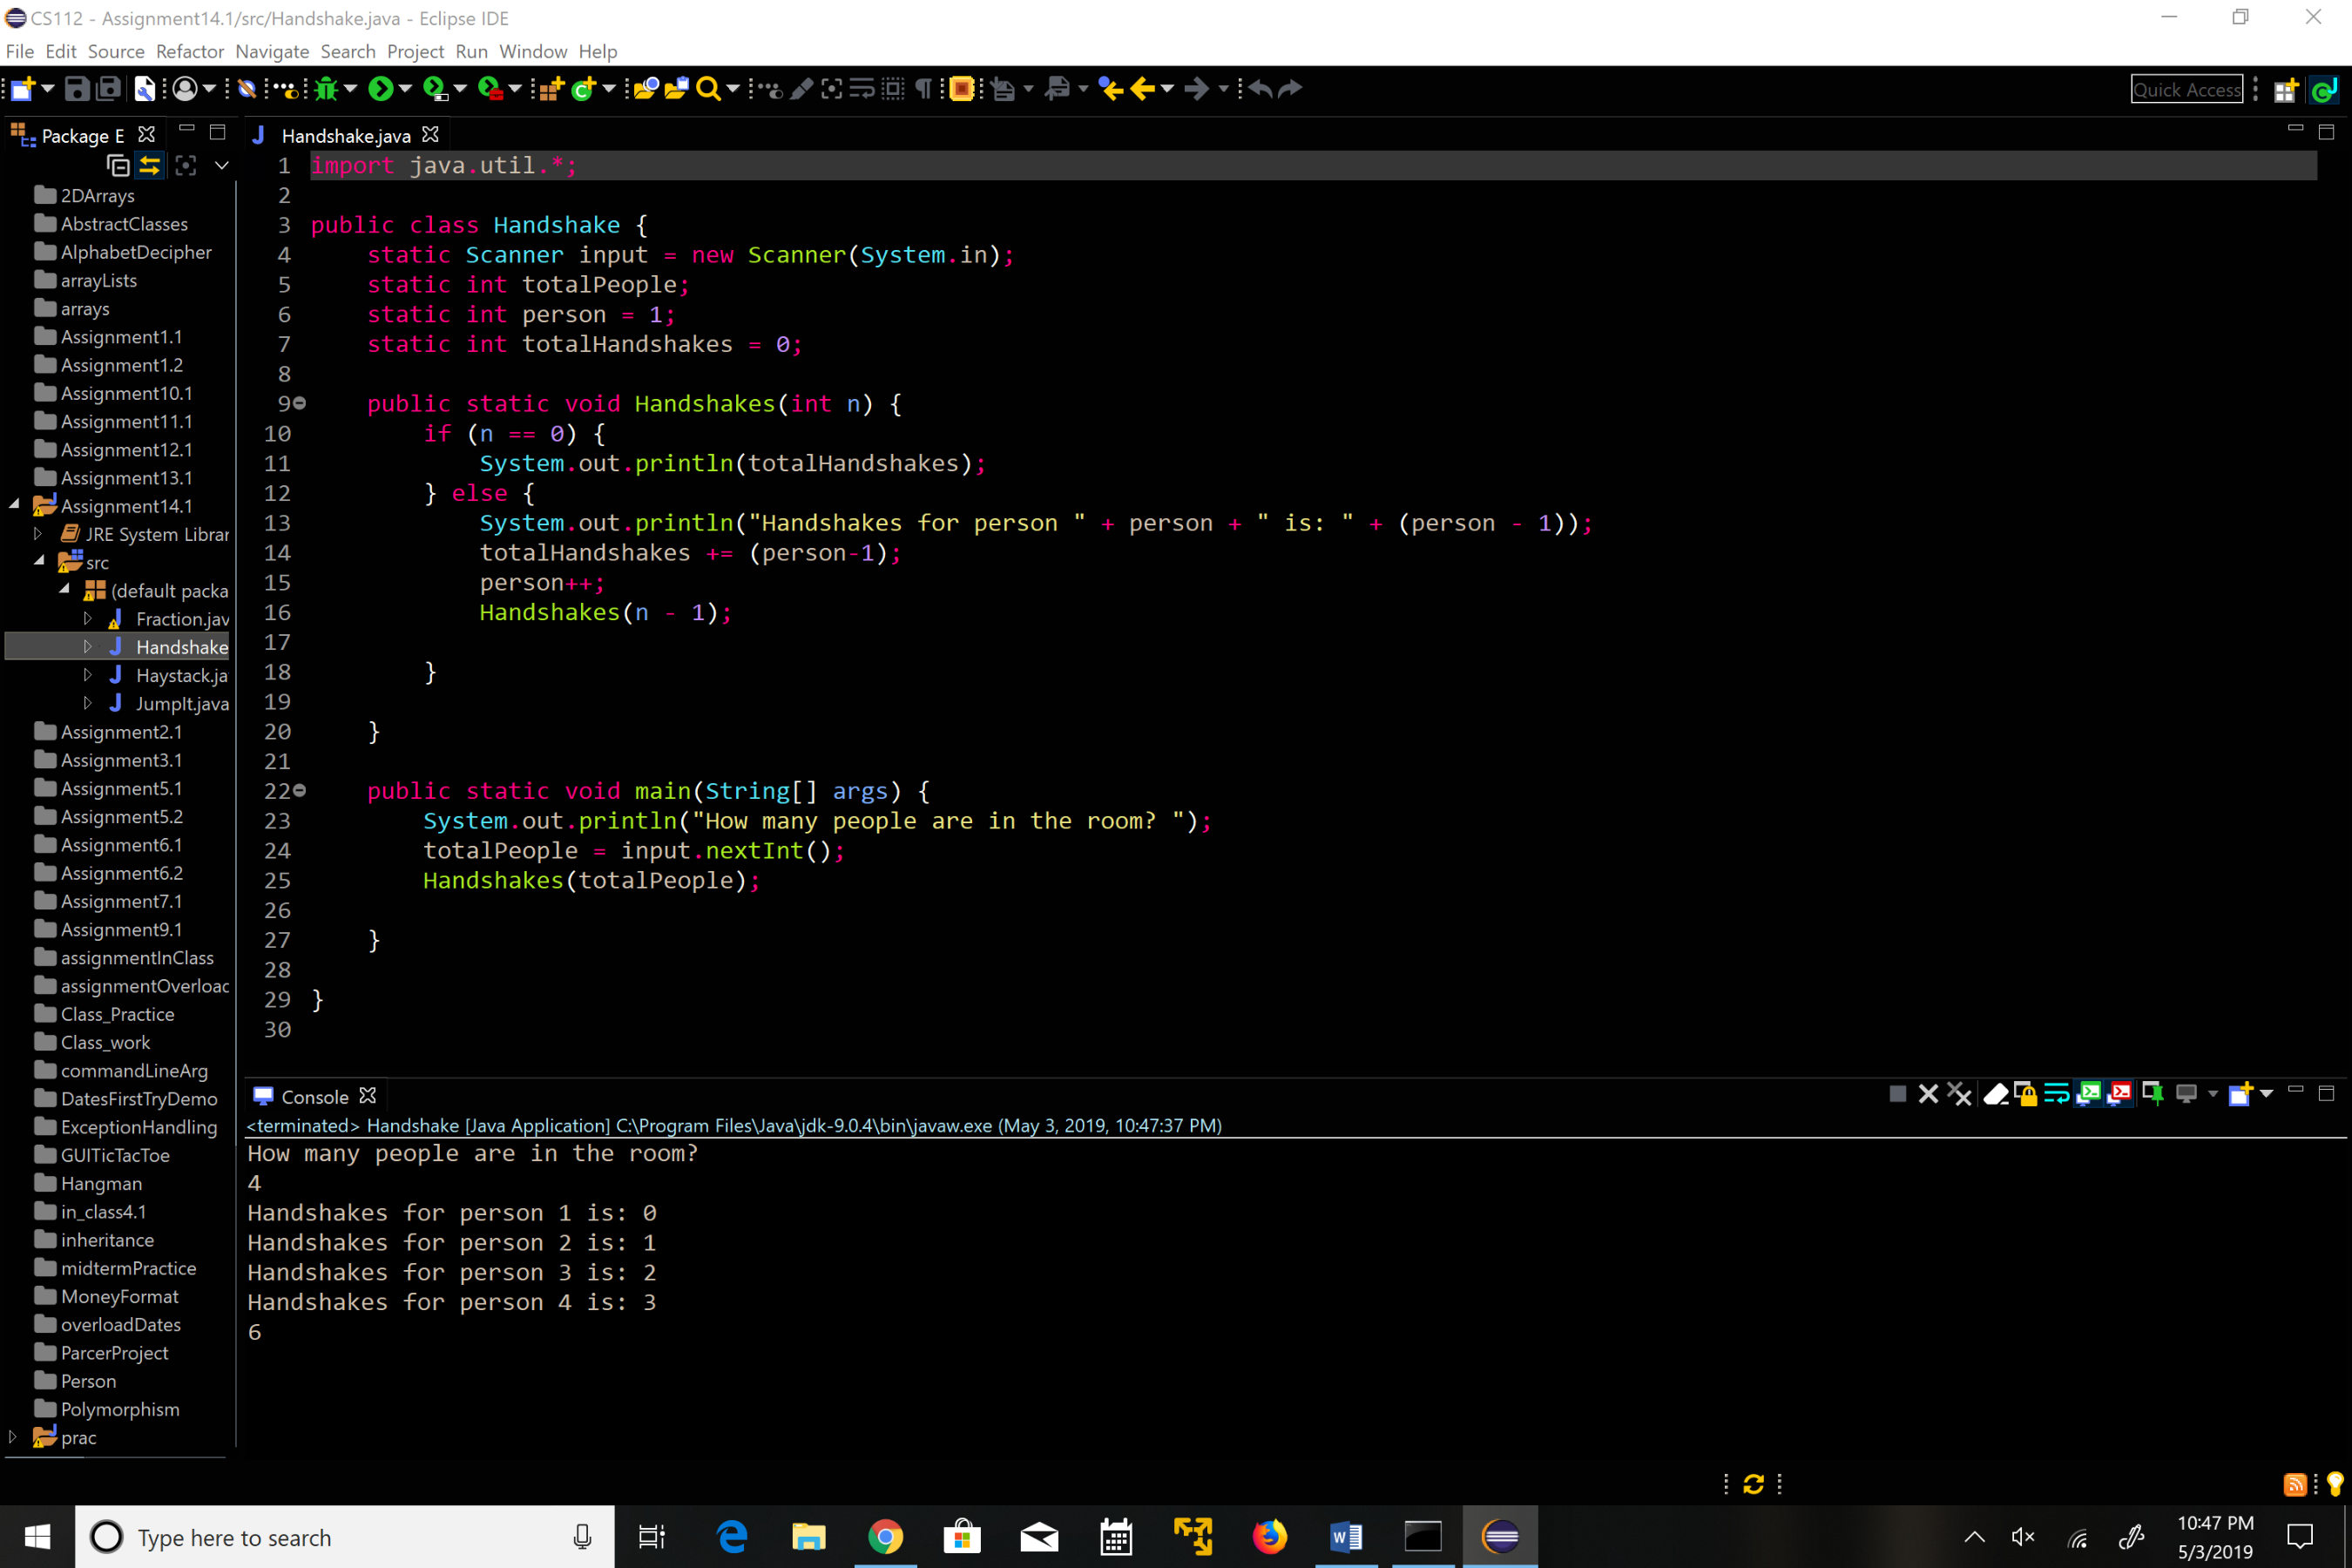 CS112 - Assignment14.1/src/Handshake.java - Eclipse IDE
File Edit Source Refactor Navigate Search Project Run Window Help
Quick Access
Package E
2DArrays
AbstractClasses
AlphabetDecipher
arrayLists
arrays
Assignment1.1
Assignment1.2
Assignment10.1
Assignment11.1
Assignment12.1
Assignment13.1
Assignment14.1
JRE System Librar
src
(default packa
Fraction.jav
Handshake
Haystack.ja
JumpIt.java
Assignment2.1
Assignment3.1
Assignment5.1
Assignment5.2
Assignment6.1
Assignment6.2
Assignment7.1
Assignment9.1
assignmentInClass
assignmentOverloac
Class_Practice
Class_work
commandLineArg
DatesFirstTryDemo
ExceptionHandling
GUITicTacToe
Hangman
in_class4.1
inheritance
midtermPractice
MoneyFormat
overloadDates
ParcerProject
Person
Polymorphism
prac
Handshake.java
1 import java.util.*;
2
3 public class Handshake {
4     static Scanner input = new Scanner(System.in);
5     static int totalPeople;
6     static int person = 1;
7     static int totalHandshakes = 0;
8
9     public static void Handshakes(int n) {
10         if (n == 0) {
11             System.out.println(totalHandshakes);
12         } else {
13             System.out.println("Handshakes for person " + person + " is: " + (person - 1));
14             totalHandshakes += (person-1);
15             person++;
16             Handshakes(n - 1);
17
18         }
19
20     }
21
22     public static void main(String[] args) {
23         System.out.println("How many people are in the room? ");
24         totalPeople = input.nextInt();
25         Handshakes(totalPeople);
26
27     }
28
29 }
30
Console
<terminated> Handshake [Java Application] C:\Program Files\Java\jdk-9.0.4\bin\javaw.exe (May 3, 2019, 10:47:37 PM)
How many people are in the room?
4
Handshakes for person 1 is: 0
Handshakes for person 2 is: 1
Handshakes for person 3 is: 2
Handshakes for person 4 is: 3
6
Type here to search
10:47 PM
5/3/2019